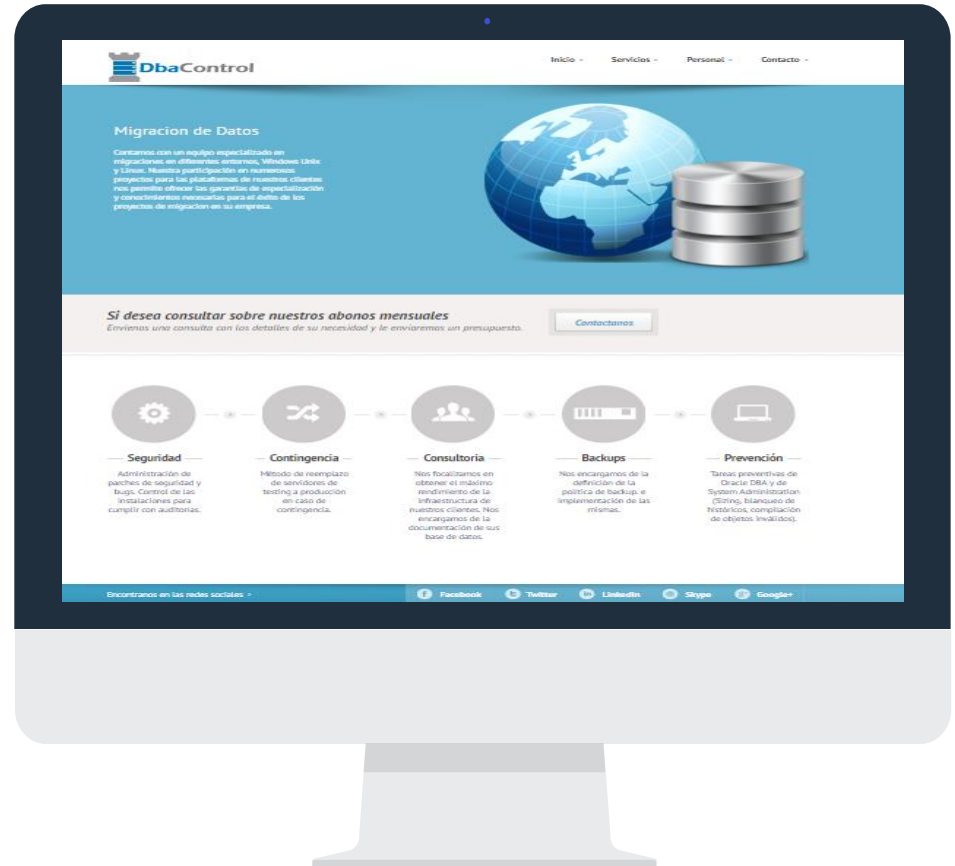 DbaControl
Inicio Servicios Personal Contacto
Migracion de Datos
Contamos con un equipo especializado en
migraciones en diferentes entornos, Windows Unix
y Linux. Nuestra participación en numerosos
proyectos para las plataformas de nuestros clientes
nos permite ofrecer las garantías de especialización
y conocimientos necesarias para el éxito de los
proyectos de migracion en su empresa.
Si desea consultar sobre nuestros abonos mensuales
Envienos una consulta con los detalles de su necesidad y le enviaremos un presupuesto.
Contactanos
Seguridad
Administración de
parches de seguridad y
bugs. Control de las
instalaciones para
cumplir con auditorias.
Contingencia
Método de reemplazo
de servidores de
testing a producción
en caso de
contingencia.
Consultoria
Nos focalizamos en
obtener el máximo
rendimiento de la
infraestructura de
nuestros clientes. Nos
encargamos de la
documentación de sus
base de datos.
Backups
Nos encargamos de la
definición de la
política de backup. e
implementación de las
mismas.
Prevención
Tareas preventivas de
Oracle DBA y de
System Administration
(Sizing, blanqueo de
históricos, compilación
de objetos inválidos).
Encontranos en las redes sociales
Facebook Twitter LinkedIn Skype Google+